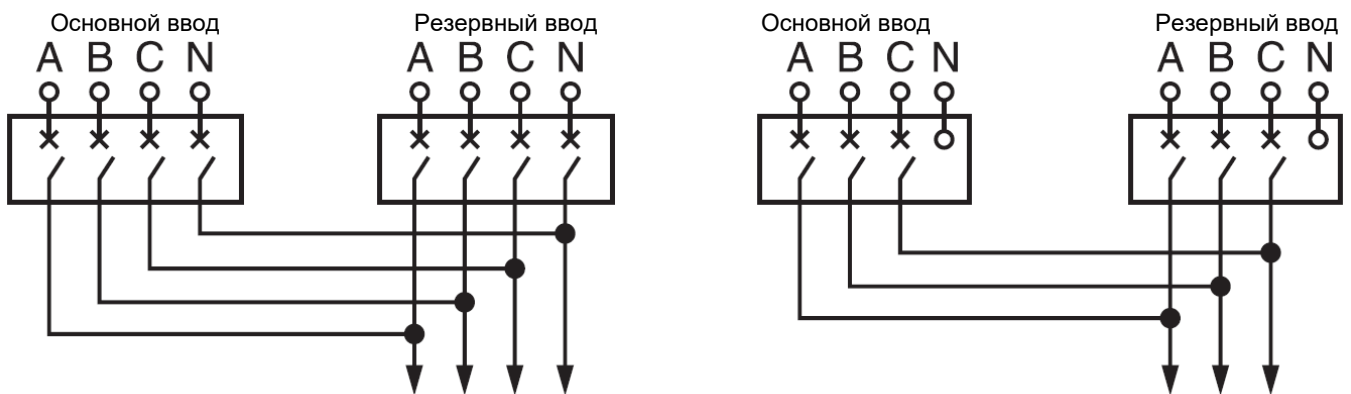 Основной ввод Резервный ввод Основной ввод Резервный ввод
A B C N A B C N A B C N A B C N